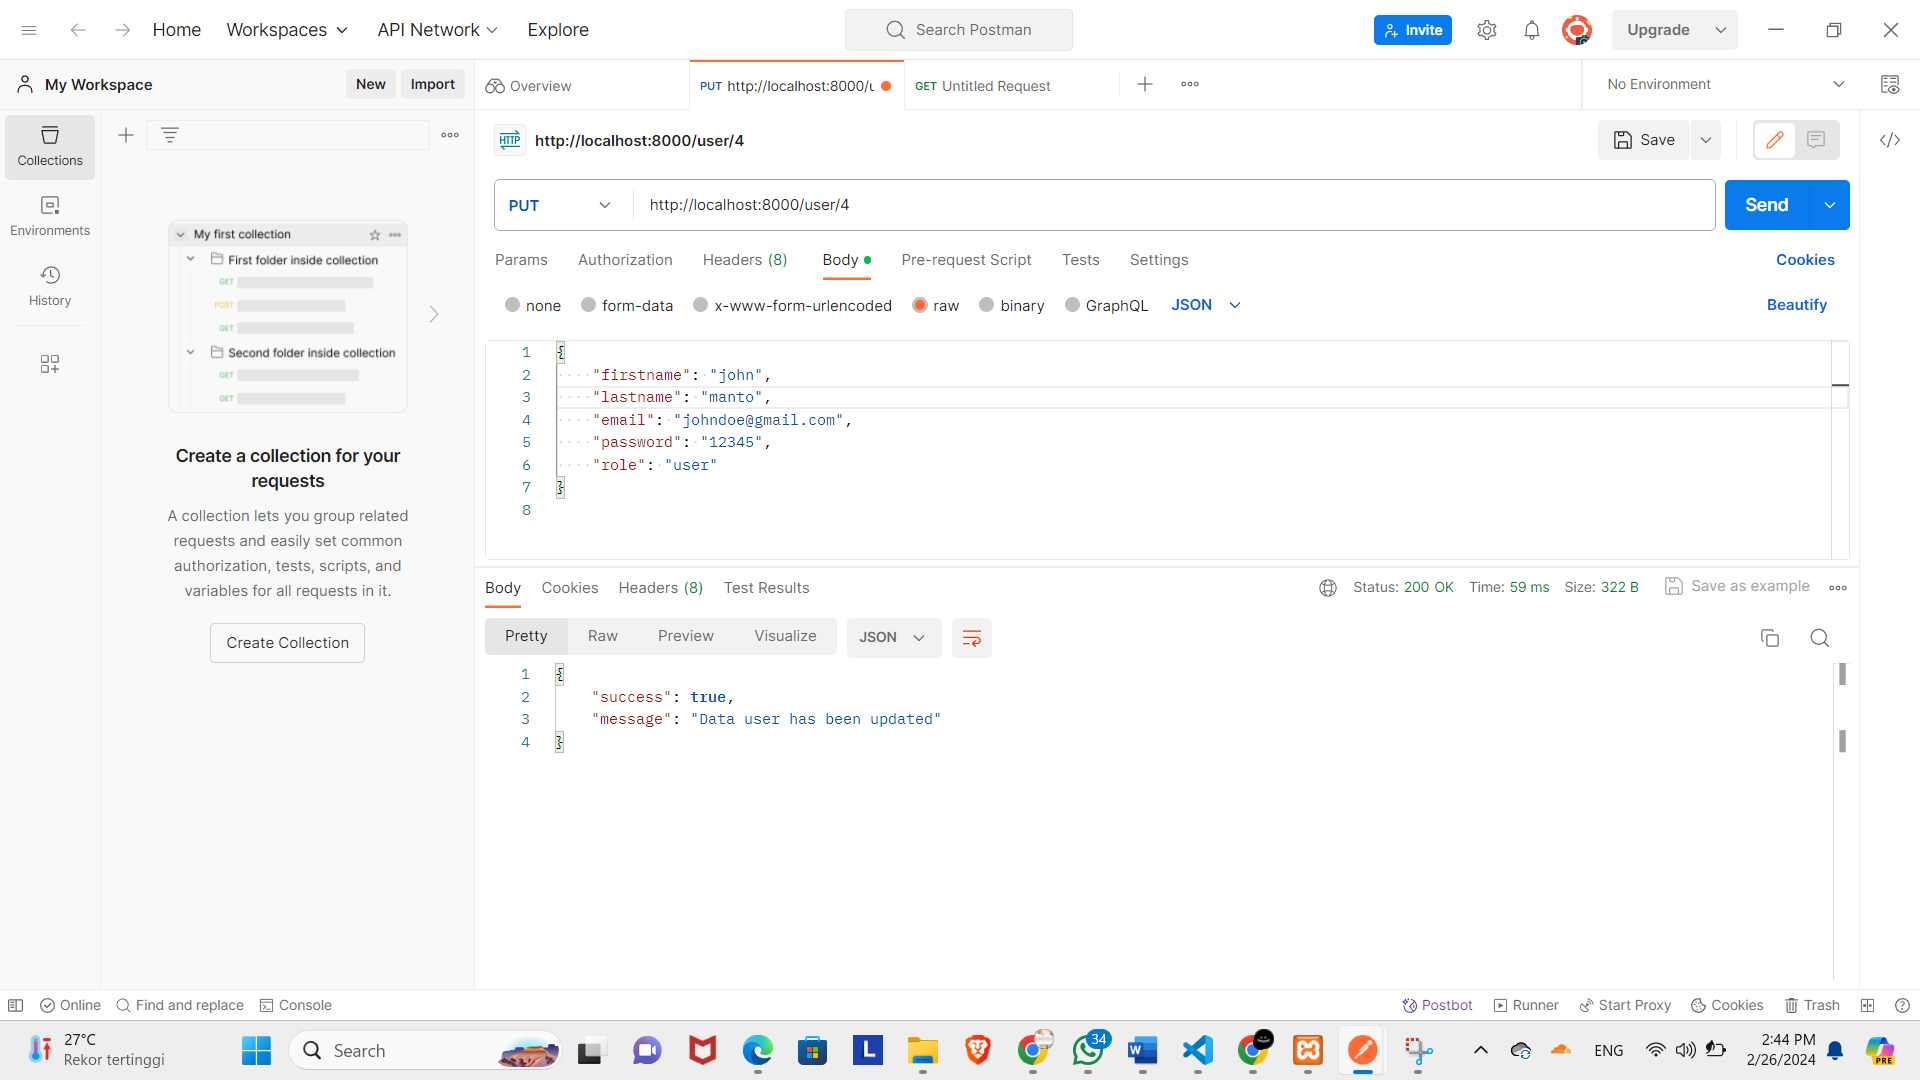 Home Workspaces API Network Explore Search Postman Invite Upgrade
My Workspace New Import Overview PUT http://localhost:8000/u GET Untitled Request No Environment
HTTP http://localhost:8000/user/4 Save
Collections
Environments
History
My first collection
First folder inside collection
GET
POST
GET
Second folder inside collection
GET
GET
Create a collection for your
requests
A collection lets you group related
requests and easily set common
authorization, tests, scripts, and
variables for all requests in it.
Create Collection
PUT http://localhost:8000/user/4 Send
Params Authorization Headers (8) Body Pre-request Script Tests Settings Cookies
none form-data x-www-form-urlencoded raw binary GraphQL JSON Beautify
1 {
2 "firstname": "john",
3 "lastname": "manto",
4 "email": "johndoe@gmail.com",
5 "password": "12345",
6 "role": "user"
7 }
8
Body Cookies Headers (8) Test Results Status: 200 OK Time: 59 ms Size: 322 B Save as example
Pretty Raw Preview Visualize JSON
1 {
2 "success": true,
3 "message": "Data user has been updated"
4 }
Online Find and replace Console Postbot Runner Start Proxy Cookies Trash
27°C
Rekor tertinggi
Search
L
34
W
ENG
2:44 PM
2/26/2024
PRE